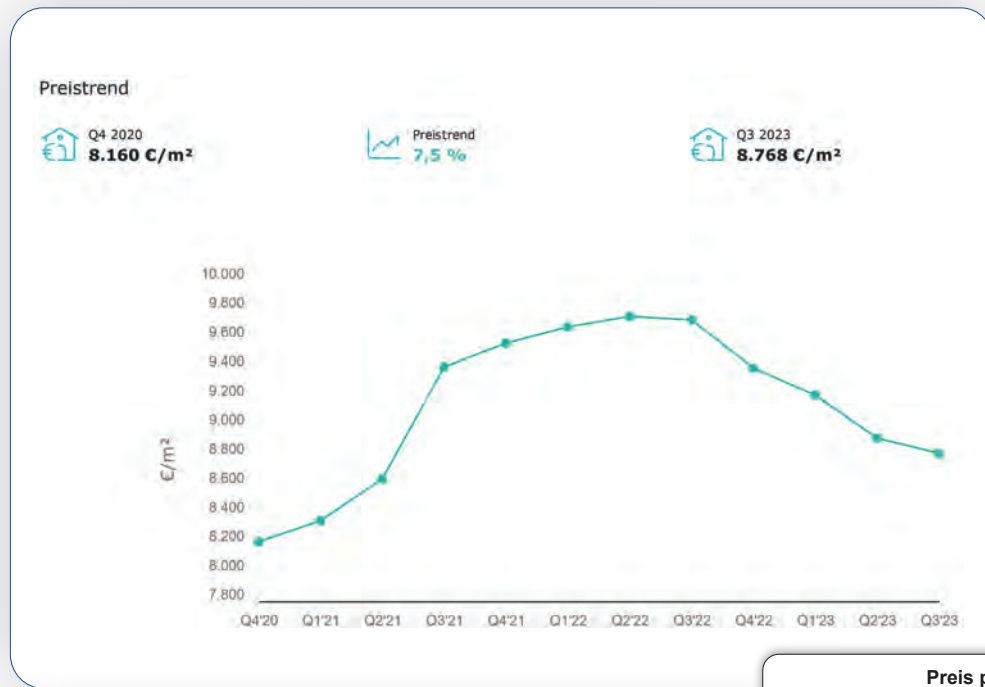 Preistrend
Q4 2020
8.160 €/m²
Preistrend
7,5 %
Q3 2023
8.768 €/m²
10.000
9.800
9.600
9.400
9.200
9.000
8.800
8.600
8.400
8.200
8.000
7.800
€/m²
Q4'20 Q1'21 Q2'21 Q3'21 Q4'21 Q1'22 Q2'22 Q3'22 Q4'22 Q1'23 Q2'23 Q3'23
Preis p